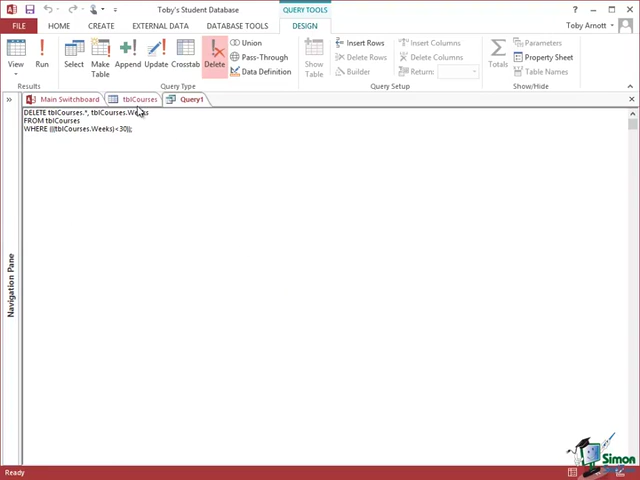 Toby's Student Database
QUERY TOOLS
Toby Arnott
FILE HOME CREATE EXTERNAL DATA DATABASE TOOLS DESIGN
View
Run
Select
Make Table
Append
Update
Crosstab
Delete
Union
Pass-Through
Data Definition
Show Table
Insert Rows
Delete Rows
Builder
Insert Columns
Delete Columns
Return:
Totals
Parameters
Property Sheet
Table Names
Results Query Type Query Setup Show/Hide
Main Switchboard tblCourses Query1
DELETE tblCourses.*, tblCourses.Weeks
FROM tblCourses
WHERE (((tblCourses.Weeks)<30));
Navigation Pane
Ready
Simon